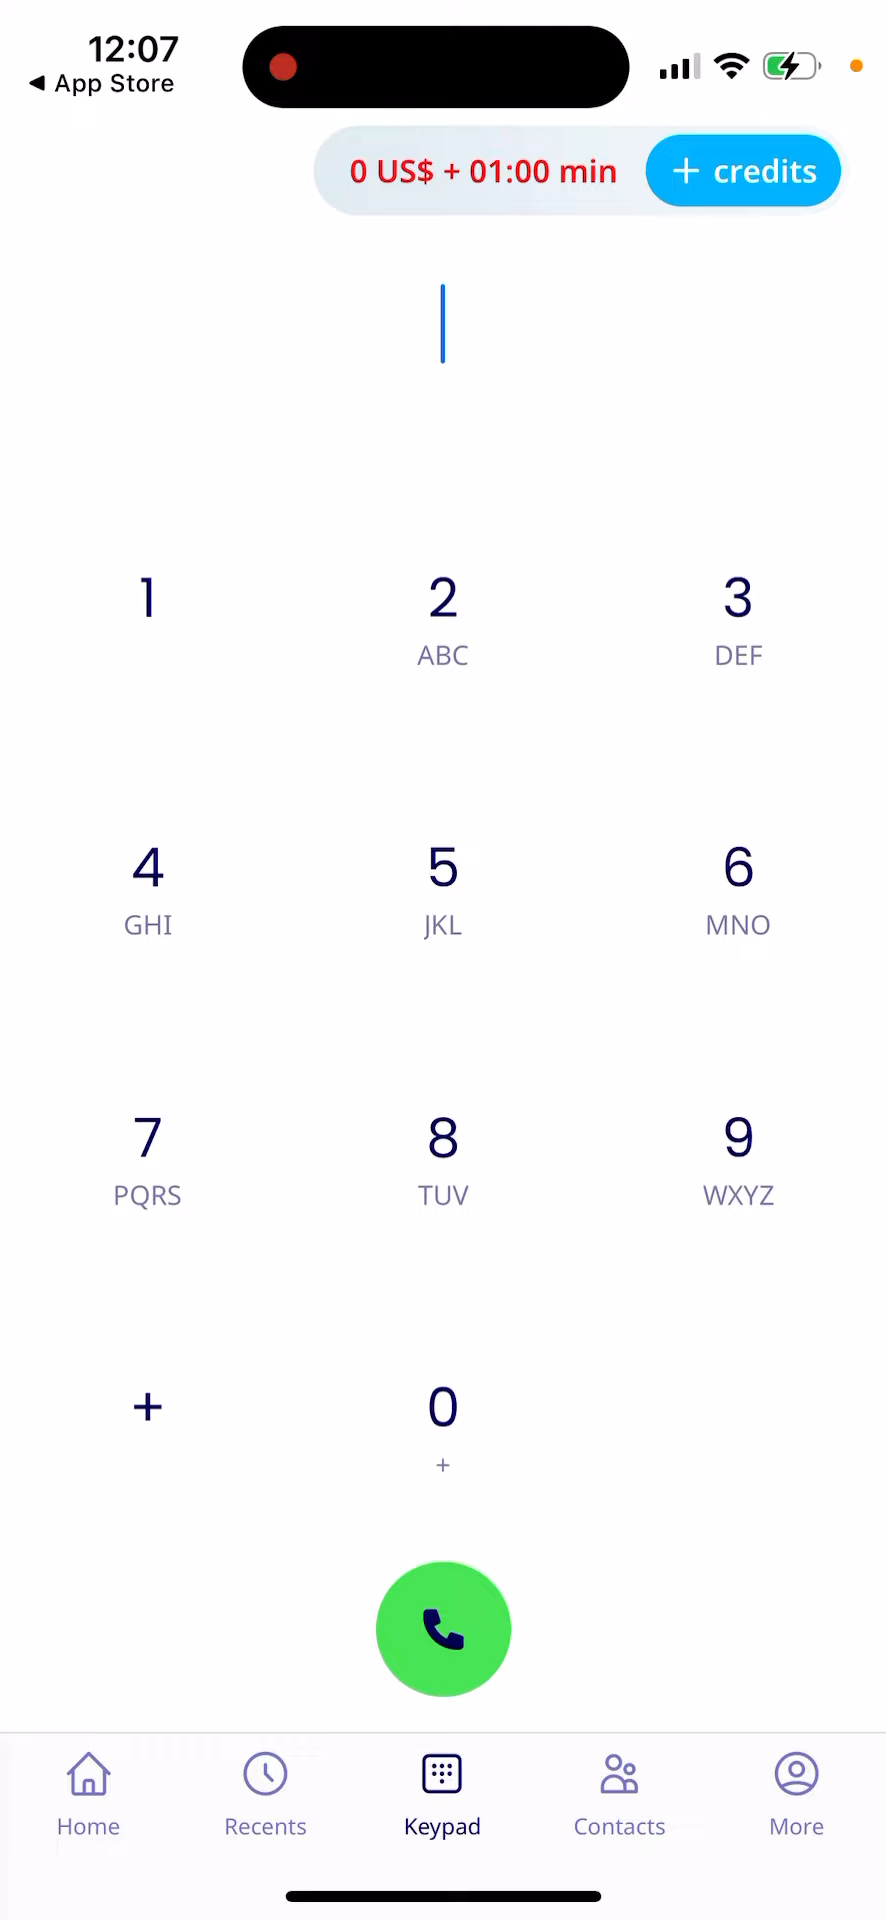 12:07
◀ App Store
0 US$ + 01:00 min
+ credits
1
2
3
ABC
DEF
4
5
6
GHI
JKL
MNO
7
8
9
PQRS
TUV
WXYZ
+
0
+
Home
Recents
Keypad
Contacts
More